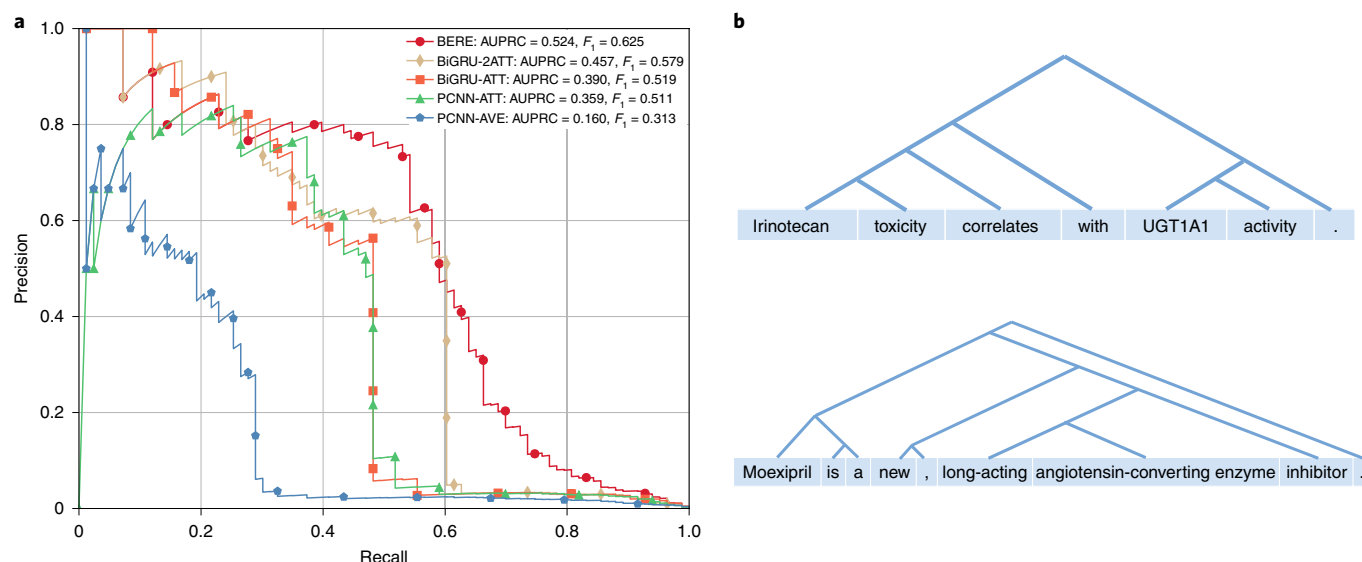 a
1.0
0.8
0.6
0.4
0.2
0
Precision
BERE: AUPRC = 0.524, F1 = 0.625
BiGRU-2ATT: AUPRC = 0.457, F1 = 0.579
BiGRU-ATT: AUPRC = 0.390, F1 = 0.519
PCNN-ATT: AUPRC = 0.359, F1 = 0.511
PCNN-AVE: AUPRC = 0.160, F1 = 0.313
0 0.2 0.4 0.6 0.8 1.0
Recall
b
Irinotecan toxicity correlates with UGT1A1 activity .
Moexipril is a new , long-acting angiotensin-converting enzyme inhibitor .